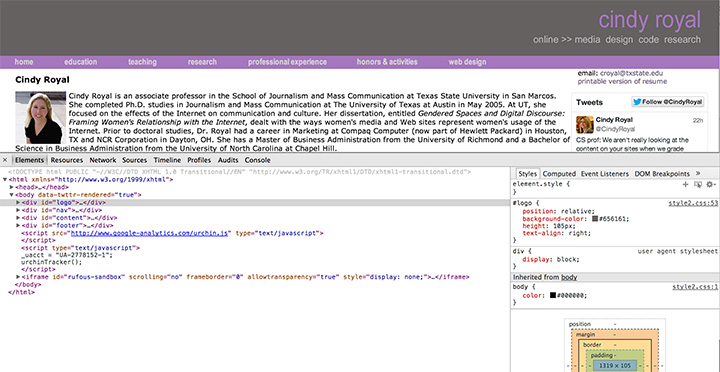 cindy royal
online >> media design code research
home education teaching research professional experience honors & activities web design
Cindy Royal
Cindy Royal is an associate professor in the School of Journalism and Mass Communication at Texas State University in San Marcos.
She completed Ph.D. studies in Journalism and Mass Communication at The University of Texas at Austin in May 2005. At UT, she
focused on the effects of the Internet on communication and culture. Her dissertation, entitled Gendered Spaces and Digital Discourse:
Framing Women's Relationship with the Internet, dealt with the ways women's media and Web sites represent women's usage of the
Internet. Prior to doctoral studies, Dr. Royal had a career in Marketing at Compaq Computer (now part of Hewlett Packard) in Houston,
TX and NCR Corporation in Dayton, OH. She has a Master of Business Administration from the University of Richmond and a Bachelor of
Science in Business Administration from the University of North Carolina at Chapel Hill.
email: croyal@txstate.edu
printable version of resume
Tweets
Follow @CindyRoyal
Cindy Royal 22h
@CindyRoyal
CS prof: We aren't really looking at the
content on your sites when we grade
Elements Resources Network Sources Timeline Profiles Audits Console
<!DOCTYPE html PUBLIC "-//W3C//DTD XHTML 1.0 Transitional//EN" "http://www.w3.org/TR/xhtml1/DTD/xhtml1-transitional.dtd">
<html xmlns="http://www.w3.org/1999/xhtml">
<head>…</head>
<body data-twttr-rendered="true">
<div id="logo">…</div>
<div id="nav">…</div>
<div id="content">…</div>
<div id="footer">…</div>
<script src="http://www.google-analytics.com/urchin.js" type="text/javascript">
</script>
<script type="text/javascript">
_uacct = "UA-2778152-1";
urchinTracker();
</script>
<iframe id="rufous-sandbox" scrolling="no" frameborder="0" allowtransparency="true" style="display: none;">…</iframe>
</body>
</html>
Styles Computed Event Listeners DOM Breakpoints »
element.style {
}
#logo { style2.css:53
position: relative;
background-color: #656161;
height: 105px;
text-align: right;
}
div { user agent stylesheet
display: block;
}
Inherited from body
body { style2.css:1
color: #000000;
}
position -
margin -
border -
padding -
1319 × 105